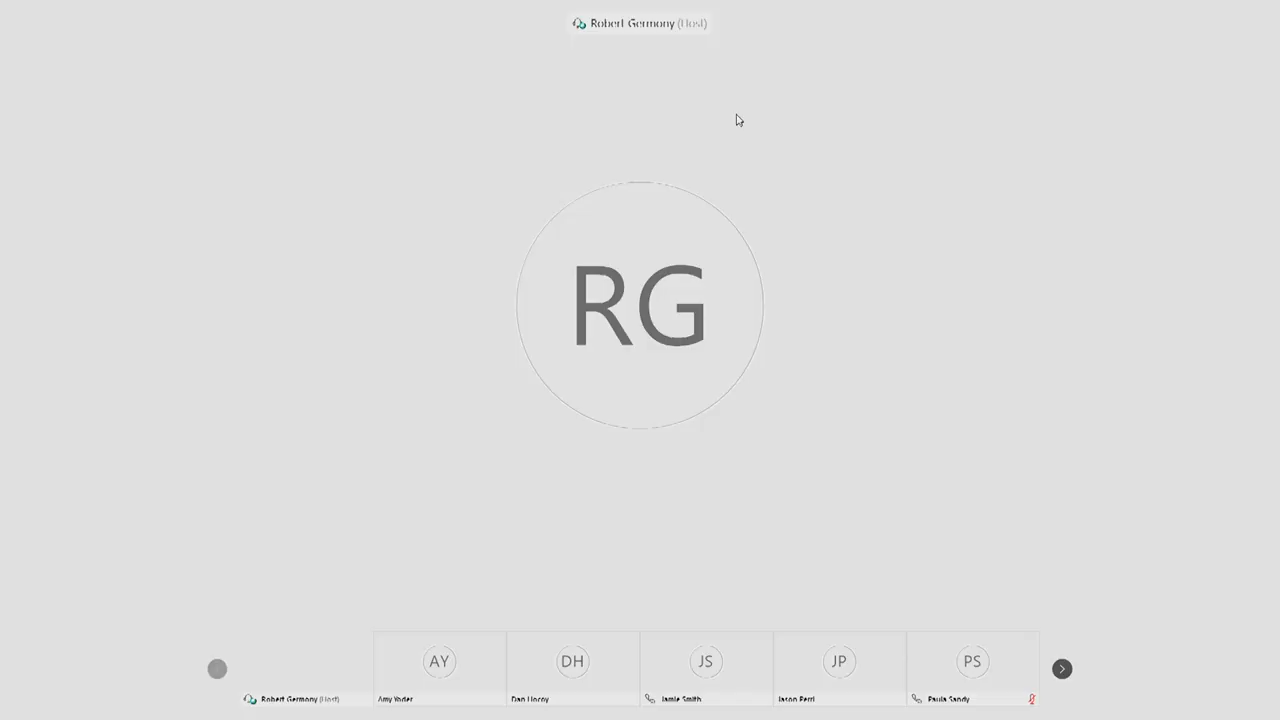 Robert Germony (Host)
RG
AY
DH
JS
JP
PS
Robert Germony (Host)
Amy Yoder
Dan
Jamie Smith
Jason Perri
Paula Sandy